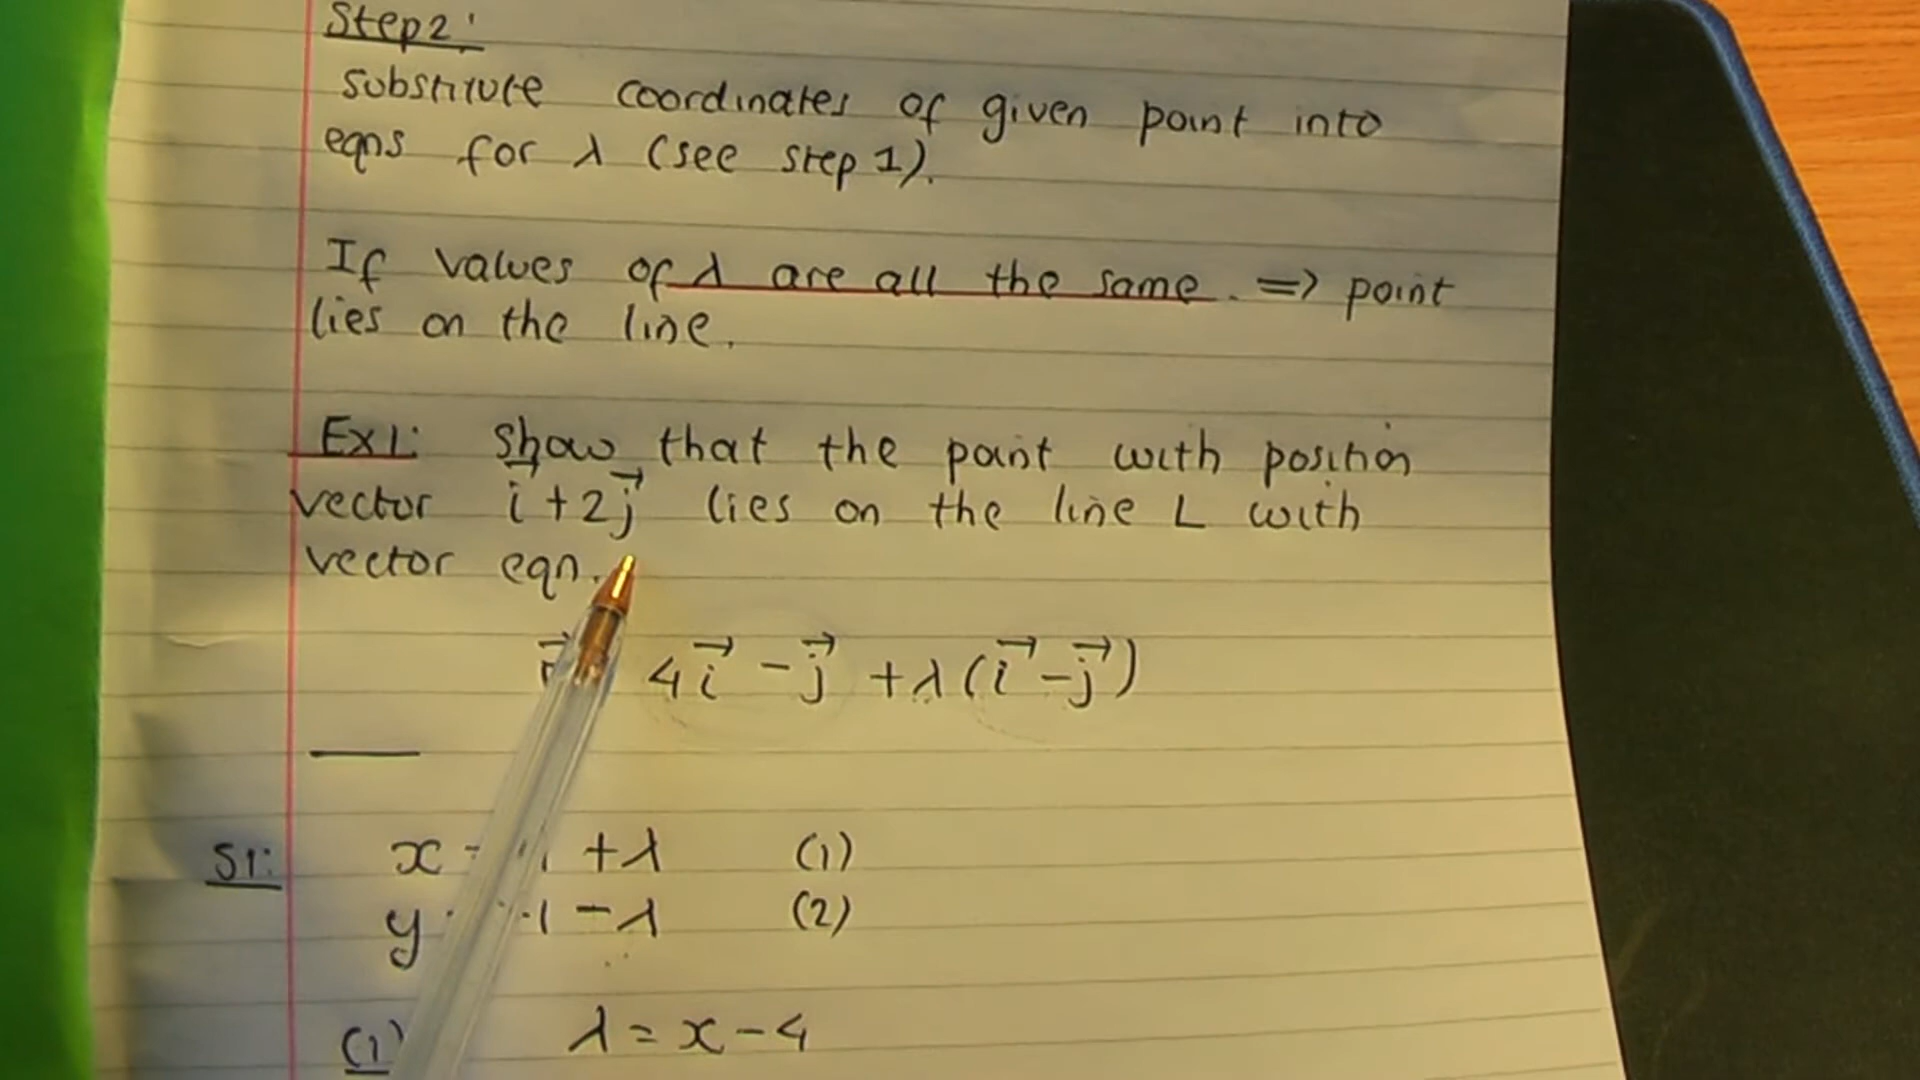 Step 2:
Substitute coordinates of given point into
eqns for λ (see step 1).
If values of λ are all the same. => point
lies on the line.
Ex1: Show that the point with position
vector i⃗ + 2j⃗ lies on the line L with
vector eqn.
4i⃗ - j⃗ + λ(i⃗ - j⃗)
S1: x + λ (1)
y -1 - λ (2)
(1) λ = x - 4